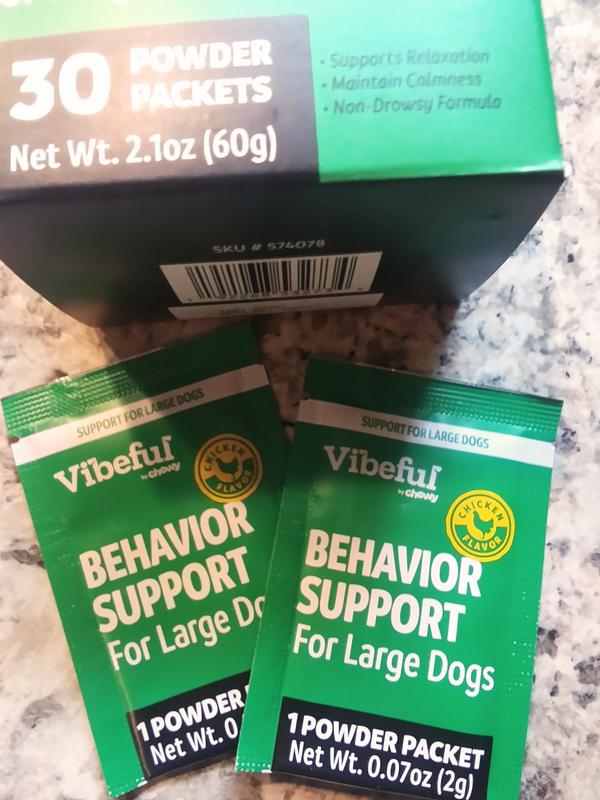 30 POWDER
PACKETS
Net Wt. 2.1oz (60g)
• Supports Relaxation
• Maintain Calmness
• Non-Drowsy Formula
SKU # 574078
SUPPORT FOR LARGE DOGS
Vibeful
by chewy
CHICKEN
FLAVOR
BEHAVIOR
SUPPORT
For Large Do
1 POWDER
Net Wt. 0
SUPPORT FOR LARGE DOGS
Vibeful
by chewy
CHICKEN
FLAVOR
BEHAVIOR
SUPPORT
For Large Dogs
1 POWDER PACKET
Net Wt. 0.07oz (2g)